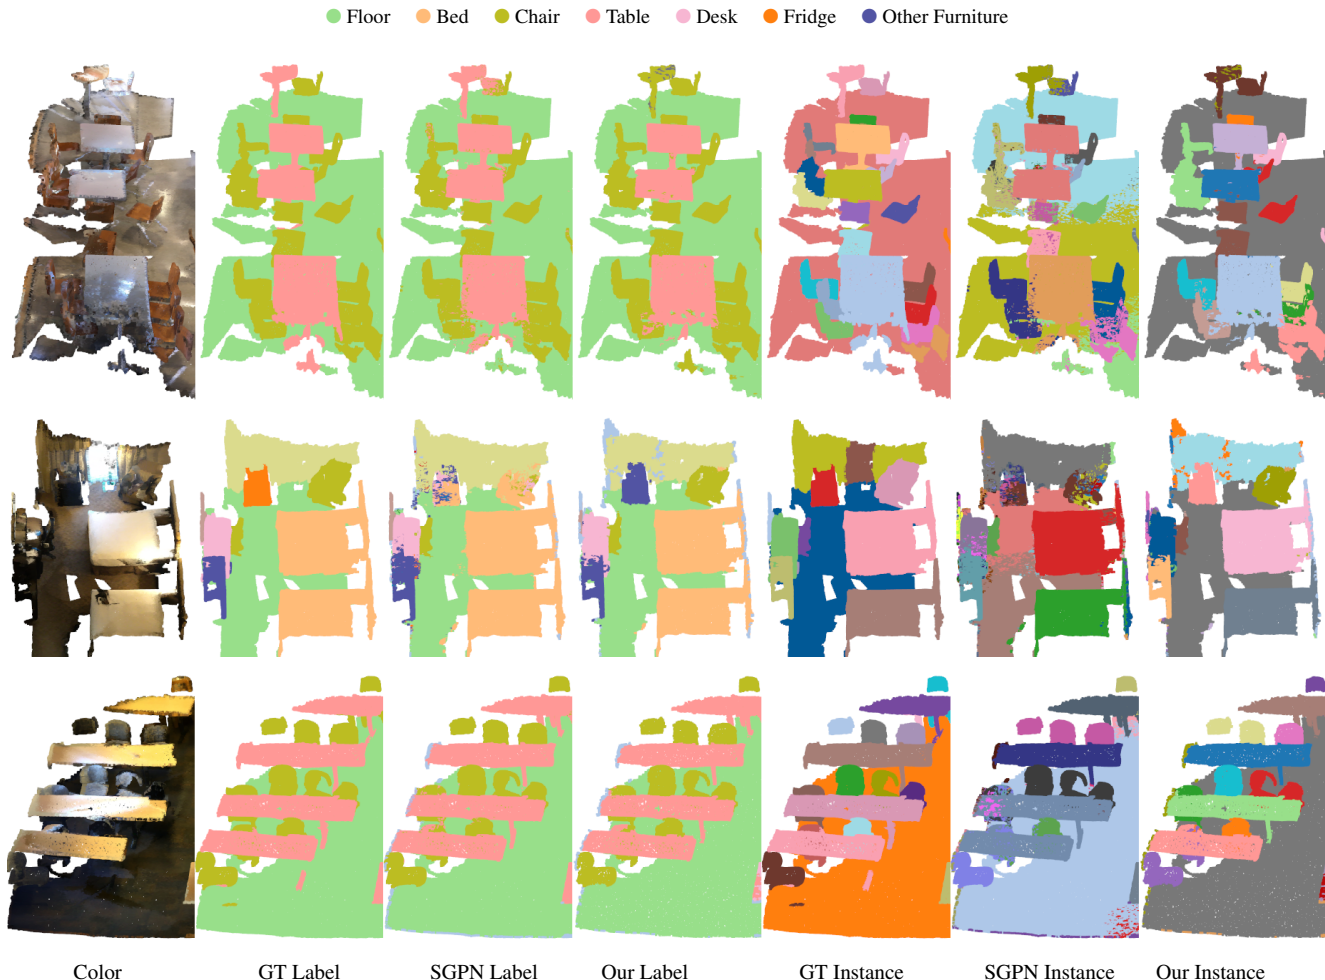 Floor Bed Chair Table Desk Fridge Other Furniture
Color GT Label SGPN Label Our Label GT Instance SGPN Instance Our Instance